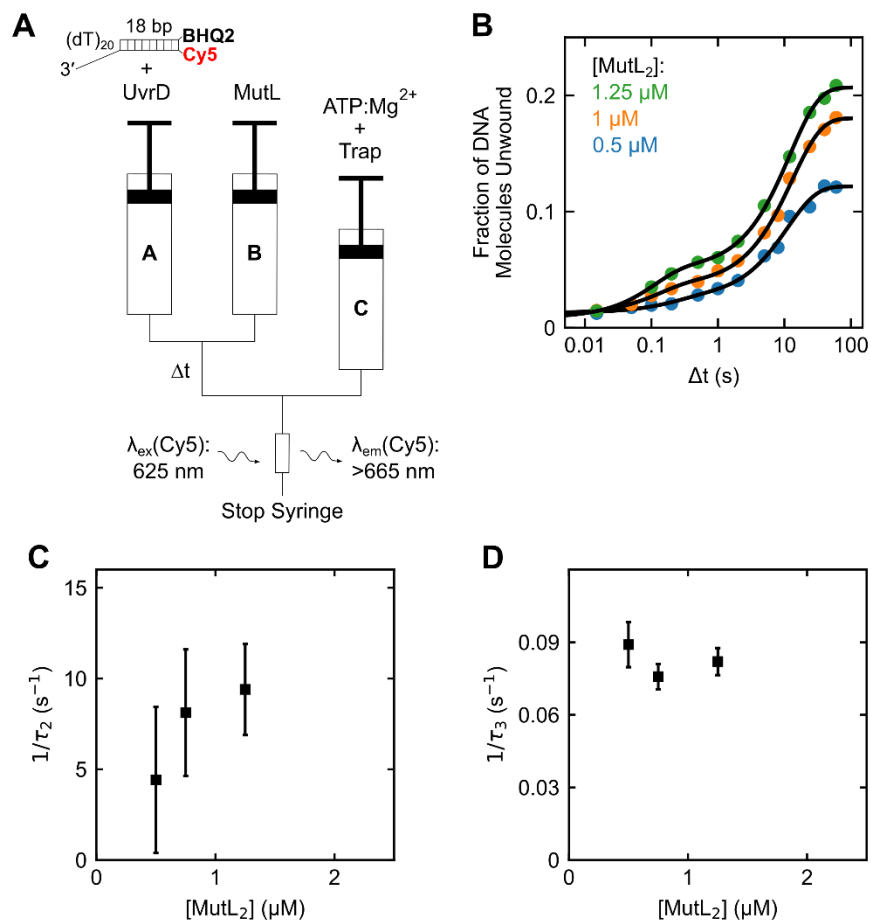 A
18 bp
(dT)20
BHQ2
Cy5
3′
+
UvrD
MutL
ATP:Mg2+
+
Trap
A
B
C
Δt
λex(Cy5):
625 nm
λem(Cy5):
>665 nm
Stop Syringe
B
[MutL2]:
1.25 µM
1 µM
0.5 µM
Fraction of DNA
Molecules Unwound
0.2
0.1
0
0.01
0.1
1
10
100
Δt (s)
C
15
10
5
0
1/τ2 (s−1)
0
1
2
[MutL2] (µM)
D
0.09
0.06
0.03
0
1/τ3 (s−1)
0
1
2
[MutL2] (µM)